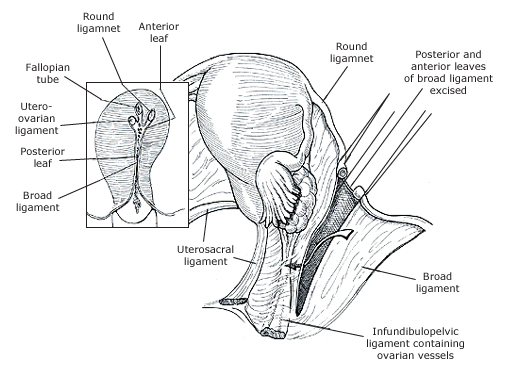 Round
ligamnet
Anterior
leaf
Fallopian
tube
Utero-
ovarian
ligament
Posterior
leaf
Broad
ligament
Round
ligamnet
Posterior and
anterior leaves
of broad ligament
excised
Uterosacral
ligament
Broad
ligament
Infundibulopelvic
ligament containing
ovarian vessels